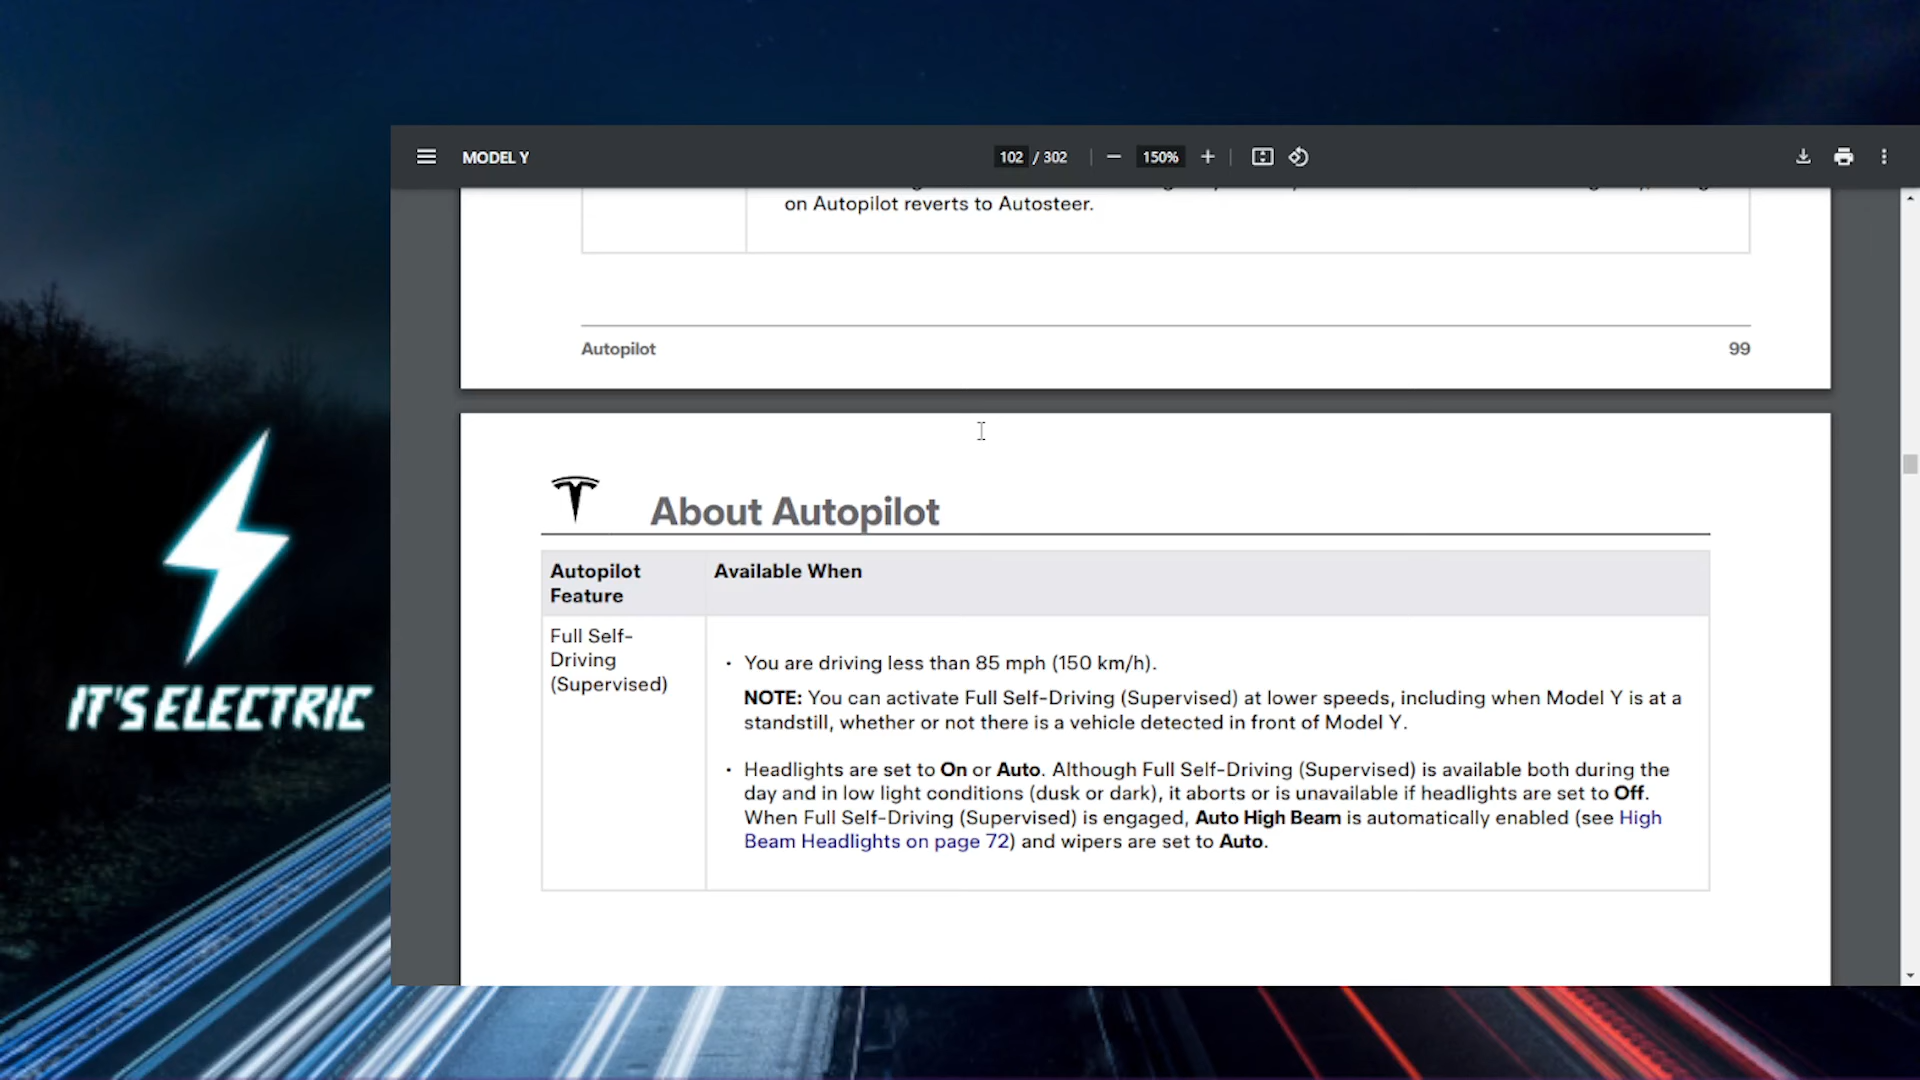 MODEL Y
102 / 302
150%
on Autopilot reverts to Autosteer.
Autopilot
99
About Autopilot
Autopilot
Feature
Available When
Full Self-
Driving
(Supervised)
• You are driving less than 85 mph (150 km/h).
NOTE: You can activate Full Self-Driving (Supervised) at lower speeds, including when Model Y is at a
standstill, whether or not there is a vehicle detected in front of Model Y.
• Headlights are set to On or Auto. Although Full Self-Driving (Supervised) is available both during the
day and in low light conditions (dusk or dark), it aborts or is unavailable if headlights are set to Off.
When Full Self-Driving (Supervised) is engaged, Auto High Beam is automatically enabled (see High
Beam Headlights on page 72) and wipers are set to Auto.
IT'S ELECTRIC